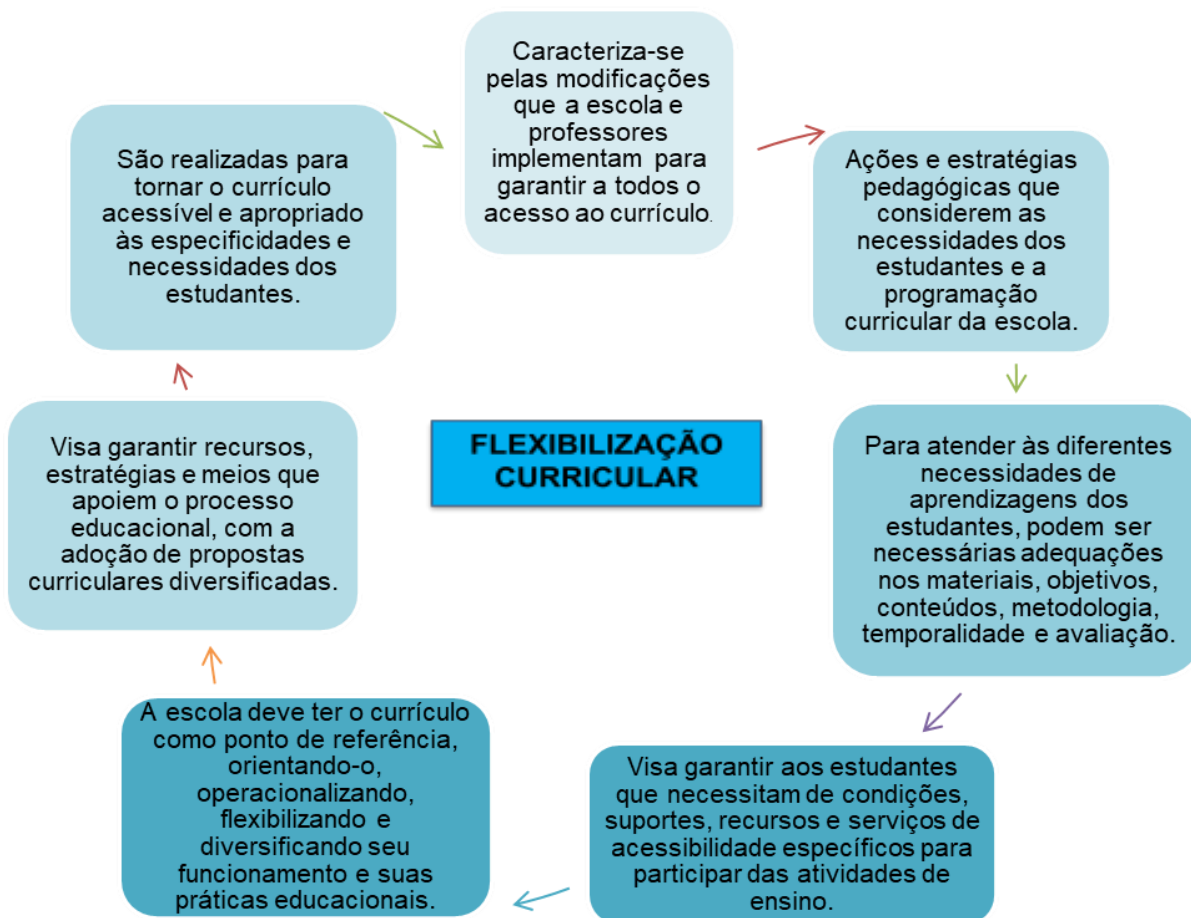 Caracteriza-se
pelas modificações
que a escola e
professores
implementam para
garantir a todos o
acesso ao currículo.
Ações e estratégias
pedagógicas que
considerem as
necessidades dos
estudantes e a
programação
curricular da escola.
Para atender às diferentes
necessidades de
aprendizagens dos
estudantes, podem ser
necessárias adequações
nos materiais, objetivos,
conteúdos, metodologia,
temporalidade e avaliação.
Visa garantir aos estudantes
que necessitam de condições,
suportes, recursos e serviços de
acessibilidade específicos para
participar das atividades de
ensino.
A escola deve ter o currículo
como ponto de referência,
orientando-o,
operacionalizando,
flexibilizando e
diversificando seu
funcionamento e suas
práticas educacionais.
Visa garantir recursos,
estratégias e meios que
apoiem o processo
educacional, com a
adoção de propostas
curriculares diversificadas.
São realizadas para
tornar o currículo
acessível e apropriado
às especificidades e
necessidades dos
estudantes.
FLEXIBILIZAÇÃO
CURRICULAR